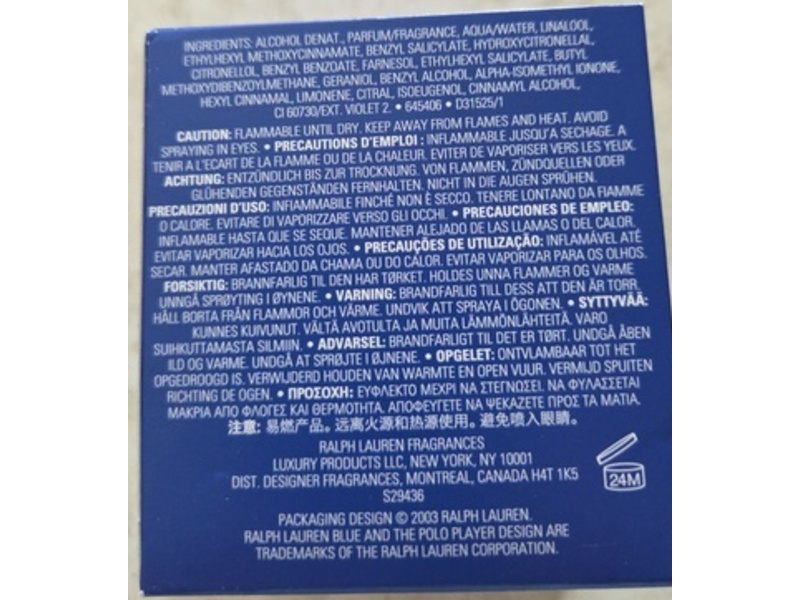 INGREDIENTS: ALCOHOL DENAT., PARFUM/FRAGRANCE, AQUA/WATER, LINALOOL,
ETHYLHEXYL METHOXYCINNAMATE, BENZYL SALICYLATE, HYDROXYCITRONELLAL,
CITRONELLOL, BENZYL BENZOATE, FARNESOL, ETHYLHEXYL SALICYLATE, BUTYL
METHOXYDIBENZOYLMETHANE, GERANIOL, BENZYL ALCOHOL, ALPHA-ISOMETHYL IONONE,
HEXYL CINNAMAL, LIMONENE, CITRAL, ISOEUGENOL, CINNAMYL ALCOHOL,
CI 60730/EXT. VIOLET 2. • 645406 • D31525/1
CAUTION: FLAMMABLE UNTIL DRY. KEEP AWAY FROM FLAMES AND HEAT. AVOID
SPRAYING IN EYES. • PRECAUTIONS D'EMPLOI : INFLAMMABLE JUSQU'A SECHAGE. A
TENIR A L'ECART DE LA FLAMME OU DE LA CHALEUR. EVITER DE VAPORISER VERS LES YEUX.
ACHTUNG: ENTZÜNDLICH BIS ZUR TROCKNUNG. VON FLAMMEN, ZÜNDQUELLEN ODER
GLÜHENDEN GEGENSTÄNDEN FERNHALTEN. NICHT IN DIE AUGEN SPRÜHEN.
PRECAUZIONI D'USO: INFIAMMABILE FINCHÉ NON È SECCO. TENERE LONTANO DA FIAMME
O CALORE. EVITARE DI VAPORIZZARE VERSO GLI OCCHI. • PRECAUCIONES DE EMPLEO:
INFLAMABLE HASTA QUE SE SEQUE. MANTENER ALEJADO DE LAS LLAMAS O DEL CALOR.
EVITAR VAPORIZAR HACIA LOS OJOS. • PRECAUÇÕES DE UTILIZAÇÃO: INFLAMÁVEL ATÉ
SECAR. MANTER AFASTADO DA CHAMA OU DO CALOR. EVITAR VAPORIZAR PARA OS OLHOS.
FORSIKTIG: BRANNFARLIG TIL DEN HAR TØRKET. HOLDES UNNA FLAMMER OG VARME
UNNGÅ SPRØYTING I ØYNENE. • VARNING: BRANDFARLIG TILL DESS ATT DEN ÄR TORR.
HÅLL BORTA FRÅN FLAMMOR OCH VÄRME. UNDVIK ATT SPRAYA I ÖGONEN. • SYTTYVÄÄ:
KUNNES KUIVUNUT. VÄLTÄ AVOTULTA JA MUITA LÄMMÖNLÄHTEITÄ. VARO
SUIHKUTTAMASTA SILMIIN. • ADVARSEL: BRANDFARLIGT TIL DET ER TØRT. UNDGÅ ÅBEN
ILD OG VARME. UNDGÅ AT SPRØJTE I ØJNENE. • OPGELET: ONTVLAMBAAR TOT HET
OPGEDROOGD IS. VERWIJDERD HOUDEN VAN WARMTE EN OPEN VUUR. VERMIJD SPUITEN
RICHTING DE OGEN. • ΠΡΟΣΟΧΗ: ΕΥΦΛΕΚΤΟ ΜΕΧΡΙ ΝΑ ΣΤΕΓΝΩΣΕΙ. ΝΑ ΦΥΛΑΣΣΕΤΑΙ
ΜΑΚΡΙΑ ΑΠΟ ΦΛΟΓΕΣ ΚΑΙ ΘΕΡΜΟΤΗΤΑ. ΑΠΟΦΕΥΓΕΤΕ ΝΑ ΨΕΚΑΖΕΤΕ ΠΡΟΣ ΤΑ ΜΑΤΙΑ.
注意: 易燃产品。远离火源和热源使用。避免喷入眼睛。
RALPH LAUREN FRAGRANCES
LUXURY PRODUCTS LLC, NEW YORK, NY 10001
DIST. DESIGNER FRAGRANCES, MONTREAL, CANADA H4T 1K5
S29436
24M
PACKAGING DESIGN © 2003 RALPH LAUREN.
RALPH LAUREN BLUE AND THE POLO PLAYER DESIGN ARE
TRADEMARKS OF THE RALPH LAUREN CORPORATION.